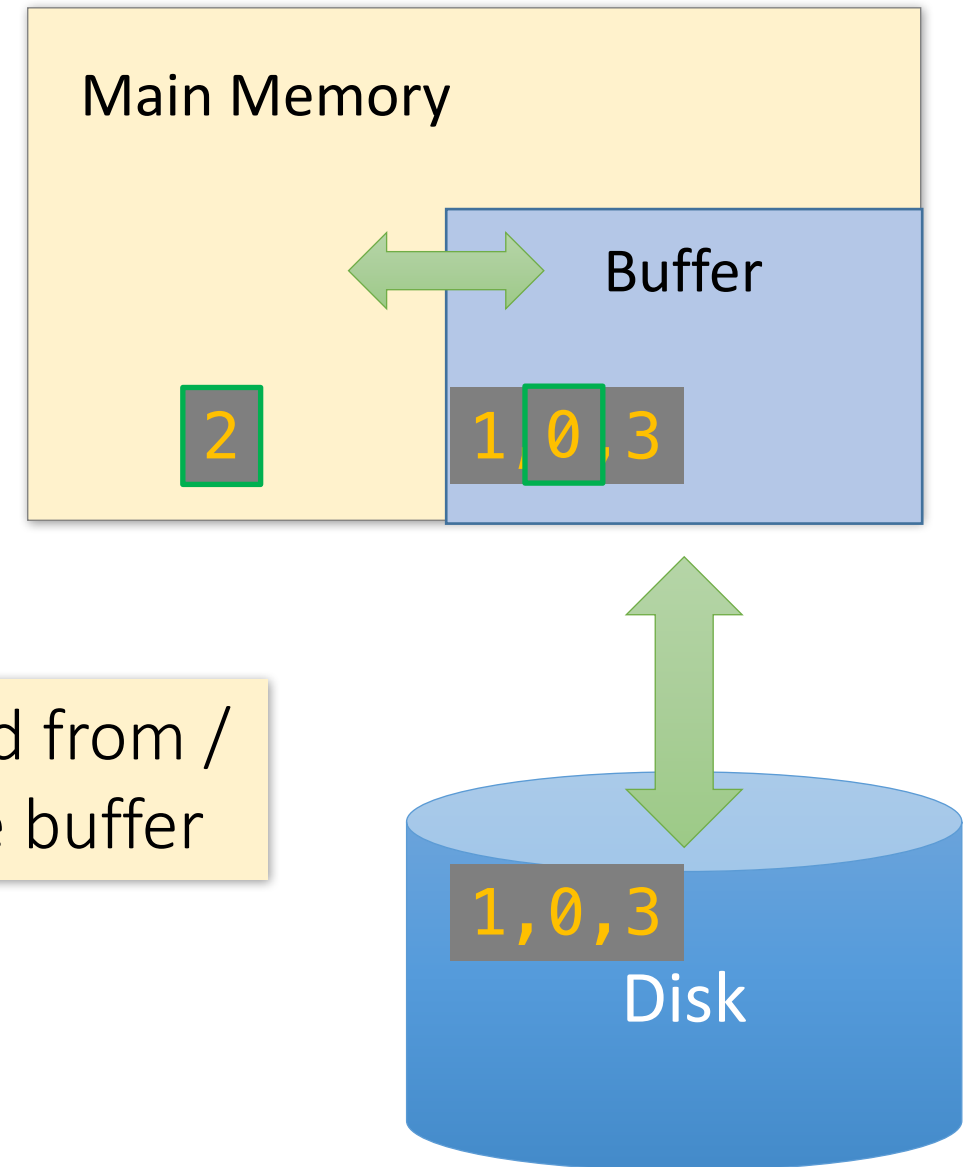 Main Memory
Buffer
2
1,0,3
d from /
e buffer
1,0,3
Disk